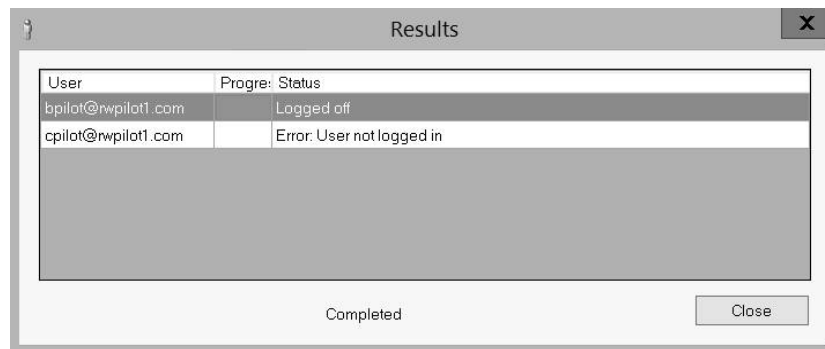 Results
X
User Progre: Status
bpilot@rwpilot1.com Logged off
cpilot@rwpilot1.com Error: User not logged in
Completed
Close